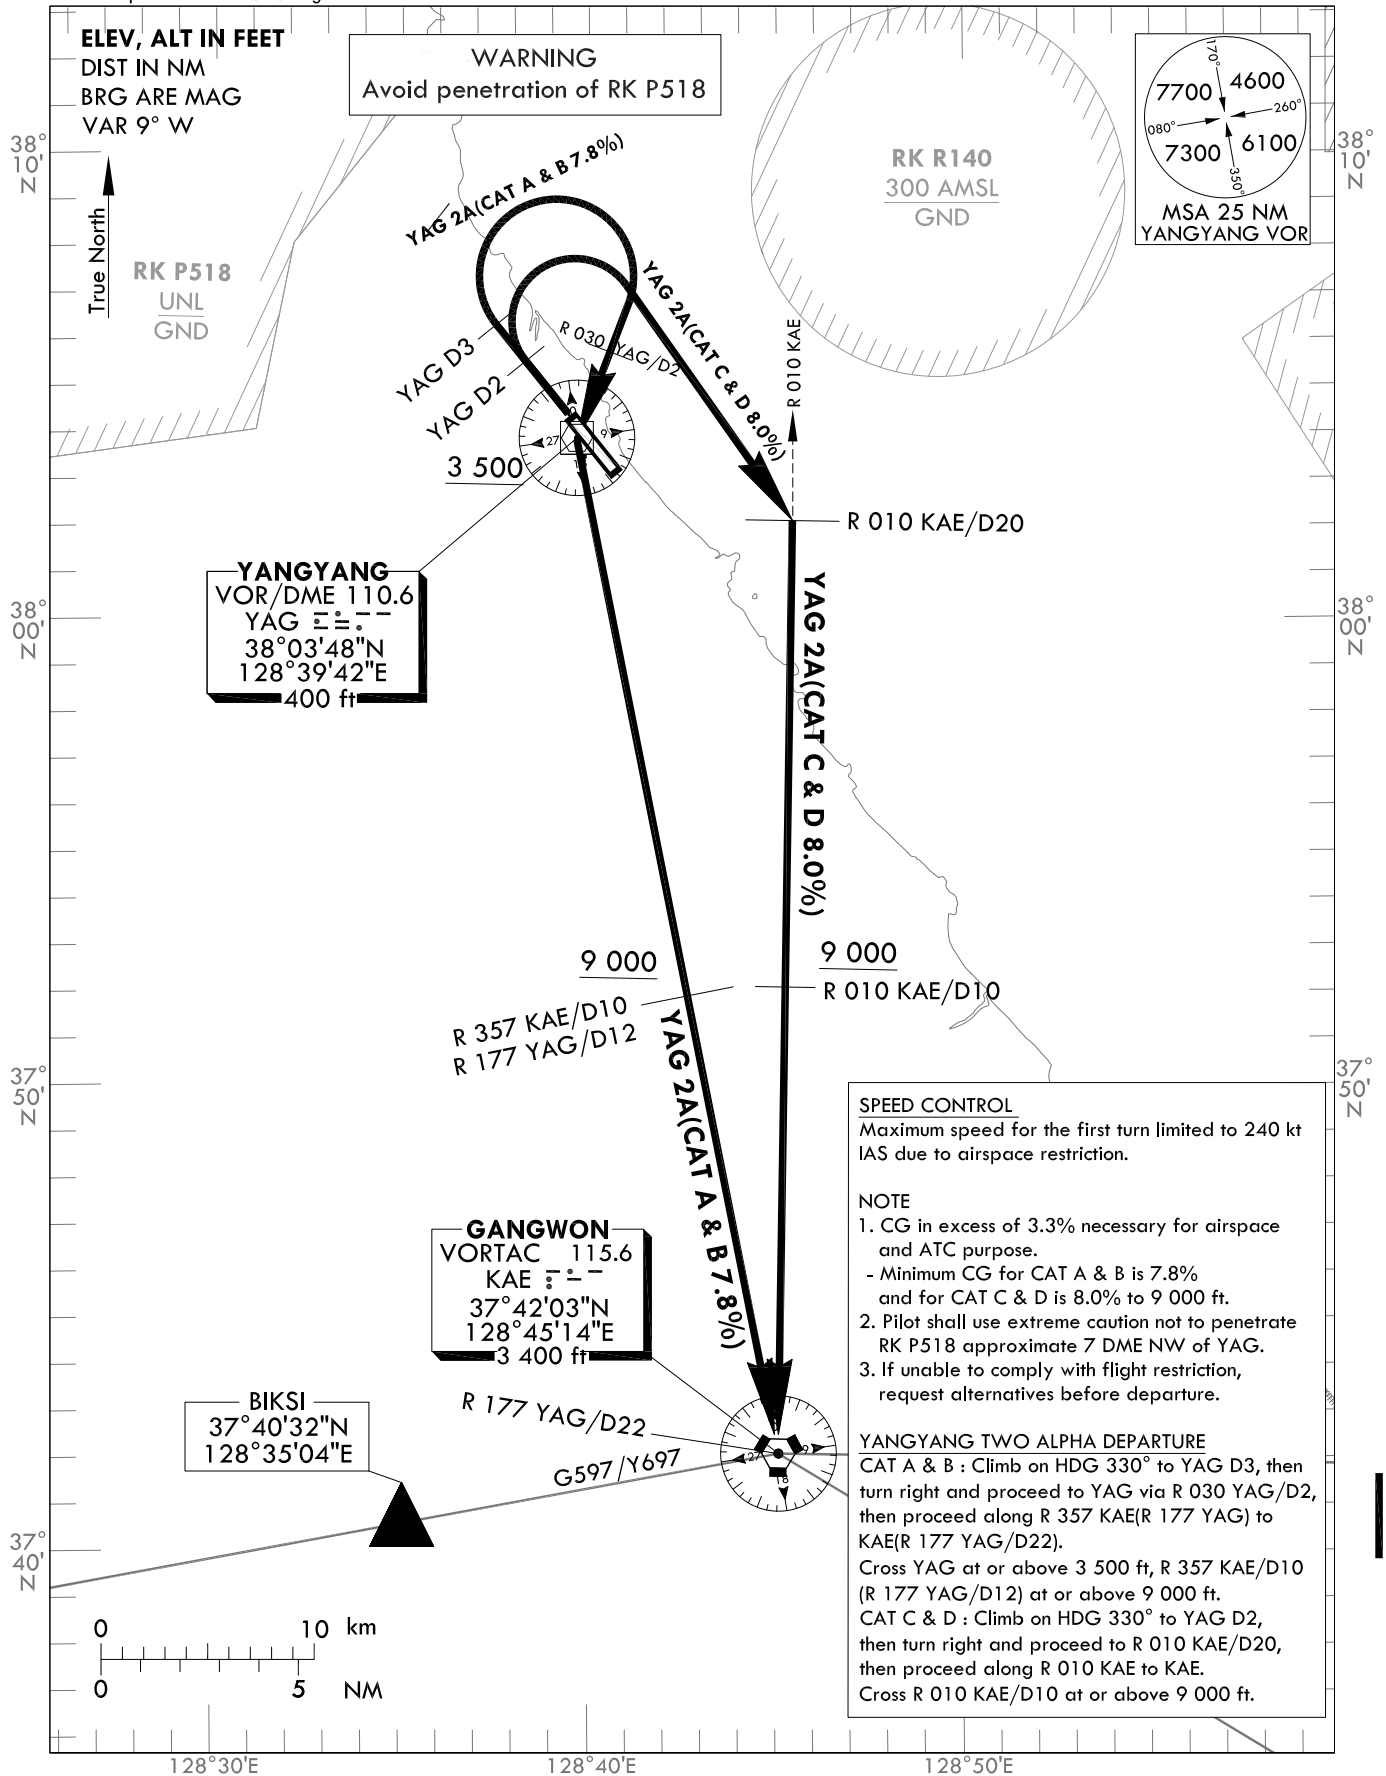 ELEV, ALT IN FEET
DIST IN NM
BRG ARE MAG
VAR 9° W
WARNING
Avoid penetration of RK P518
170°
4600
7700
260°
080°
7300
6100
350°
MSA 25 NM
YANGYANG VOR
38°
10'
N
38°
10'
N
True North
RK P518
UNL
GND
RK R140
300 AMSL
GND
YAG 2A(CAT A & B 7.8%)
YAG 2A(CAT C & D 8.0%)
R 030 YAG/D2
R 010 KAE
YAG D3
YAG D2
27
9
3 500
R 010 KAE/D20
YANGYANG
VOR/DME 110.6
YAG
38°03'48"N
128°39'42"E
400 ft
38°
00'
N
38°
00'
N
YAG 2A(CAT C & D 8.0%)
9 000
9 000
R 010 KAE/D10
R 357 KAE/D10
R 177 YAG/D12
YAG 2A(CAT A & B 7.8%)
37°
50'
N
37°
50'
N
SPEED CONTROL
Maximum speed for the first turn limited to 240 kt
IAS due to airspace restriction.
NOTE
1. CG in excess of 3.3% necessary for airspace
and ATC purpose.
- Minimum CG for CAT A & B is 7.8%
and for CAT C & D is 8.0% to 9 000 ft.
2. Pilot shall use extreme caution not to penetrate
RK P518 approximate 7 DME NW of YAG.
3. If unable to comply with flight restriction,
request alternatives before departure.
YANGYANG TWO ALPHA DEPARTURE
CAT A & B : Climb on HDG 330° to YAG D3, then
turn right and proceed to YAG via R 030 YAG/D2,
then proceed along R 357 KAE(R 177 YAG) to
KAE(R 177 YAG/D22).
Cross YAG at or above 3 500 ft, R 357 KAE/D10
(R 177 YAG/D12) at or above 9 000 ft.
CAT C & D : Climb on HDG 330° to YAG D2,
then turn right and proceed to R 010 KAE/D20,
then proceed along R 010 KAE to KAE.
Cross R 010 KAE/D10 at or above 9 000 ft.
GANGWON
VORTAC 115.6
KAE
37°42'03"N
128°45'14"E
3 400 ft
BIKSI
37°40'32"N
128°35'04"E
R 177 YAG/D22
G597/Y697
27
9
18
37°
40'
N
0 10 km
0 5 NM
128°30'E
128°40'E
128°50'E